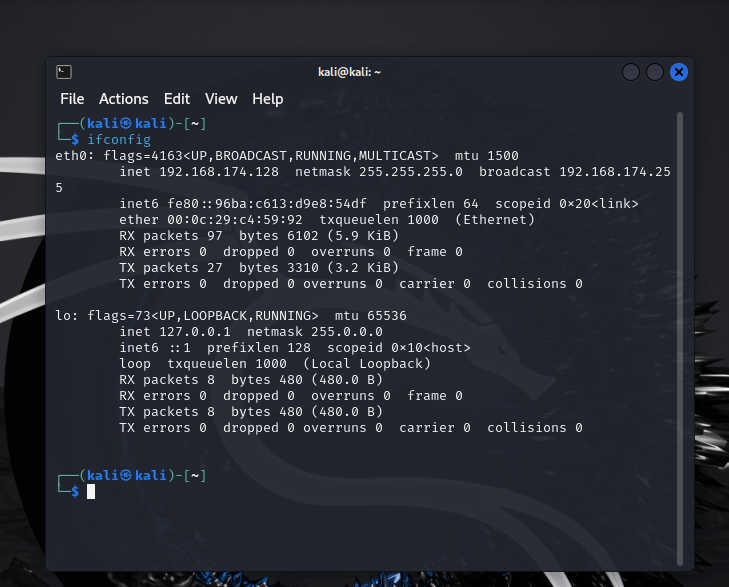 kali@kali: ~
File Actions Edit View Help
┌──(kali㉿kali)-[~]
└─$ ifconfig
eth0: flags=4163<UP,BROADCAST,RUNNING,MULTICAST>  mtu 1500
        inet 192.168.174.128  netmask 255.255.255.0  broadcast 192.168.174.25
5
        inet6 fe80::96ba:c613:d9e8:54df  prefixlen 64  scopeid 0×20<link>
        ether 00:0c:29:c4:59:92  txqueuelen 1000  (Ethernet)
        RX packets 97  bytes 6102 (5.9 KiB)
        RX errors 0  dropped 0  overruns 0  frame 0
        TX packets 27  bytes 3310 (3.2 KiB)
        TX errors 0  dropped 0 overruns 0  carrier 0  collisions 0
lo: flags=73<UP,LOOPBACK,RUNNING>  mtu 65536
        inet 127.0.0.1  netmask 255.0.0.0
        inet6 ::1  prefixlen 128  scopeid 0×10<host>
        loop  txqueuelen 1000  (Local Loopback)
        RX packets 8  bytes 480 (480.0 B)
        RX errors 0  dropped 0  overruns 0  frame 0
        TX packets 8  bytes 480 (480.0 B)
        TX errors 0  dropped 0 overruns 0  carrier 0  collisions 0
┌──(kali㉿kali)-[~]
└─$